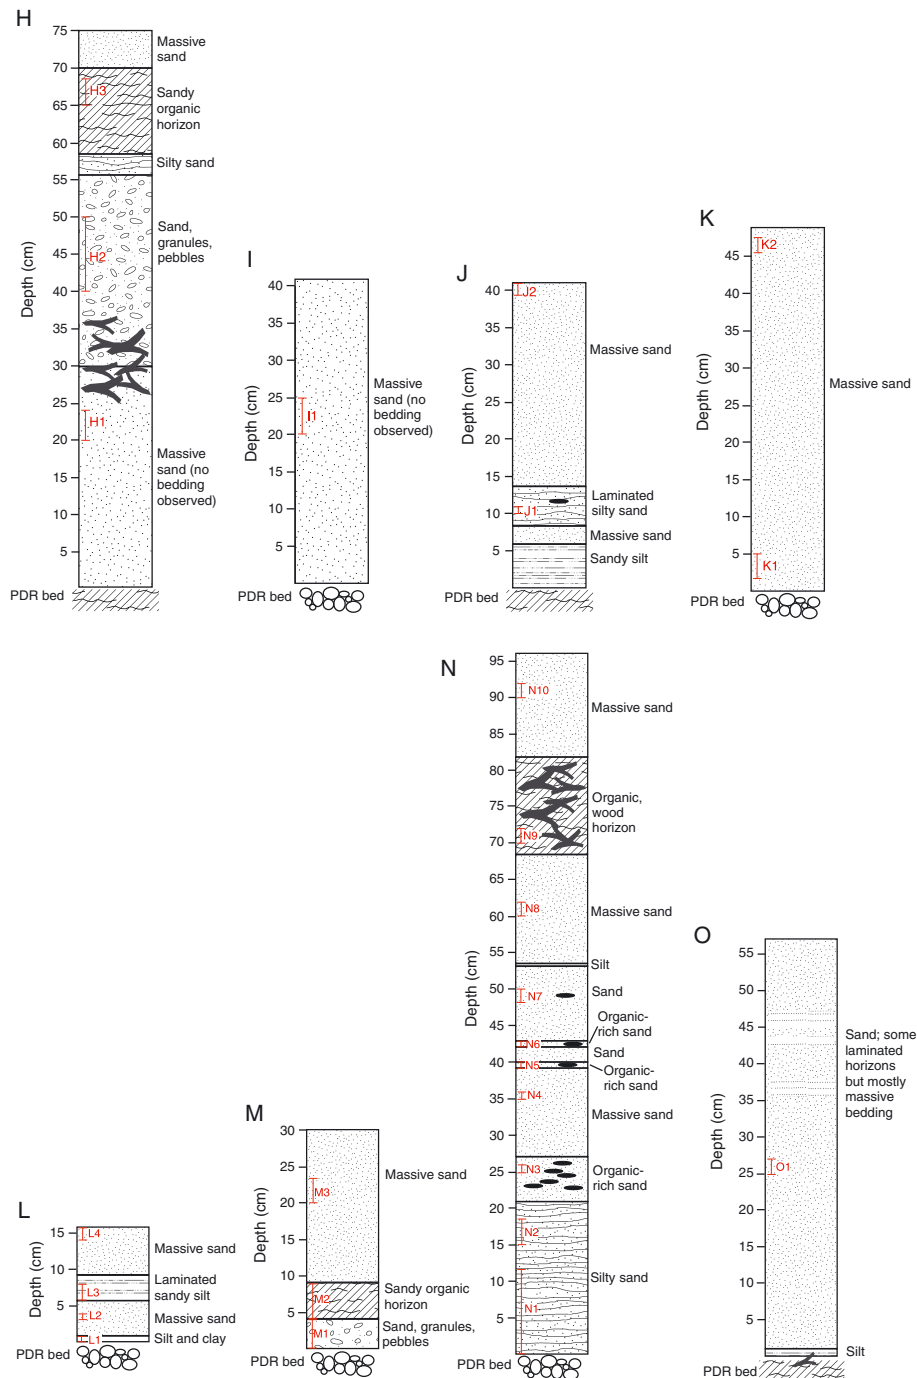 H
75
70
65
60
55
50
45
40
35
30
25
20
15
10
5
Depth (cm)
Massive
sand
H3
Sandy
organic
horizon
Silty sand
Sand,
granules,
pebbles
H2
H1
Massive
sand (no
bedding
observed)
PDR bed
I
40
35
30
25
20
15
10
5
Depth (cm)
I1
Massive
sand (no
bedding
observed)
PDR bed
J
40
35
30
25
20
15
10
5
Depth (cm)
J2
Massive sand
J1
Laminated
silty sand
Massive sand
Sandy silt
PDR bed
K
45
40
35
30
25
20
15
10
5
Depth (cm)
K2
Massive sand
K1
PDR bed
L
15
10
5
Depth (cm)
L4
Massive sand
L3
Laminated
sandy silt
L2
Massive sand
L1
Silt and clay
PDR bed
M
30
25
20
15
10
5
Depth (cm)
Massive sand
M3
M2
Sandy organic
horizon
M1
Sand, granules,
pebbles
PDR bed
N
95
90
85
80
75
70
65
60
55
50
45
40
35
30
25
20
15
10
5
Depth (cm)
N10
Massive sand
Organic,
wood
horizon
N9
N8
Massive sand
Silt
N7
Sand
Organic-
rich sand
N6
Sand
N5
Organic-
rich sand
N4
Massive sand
N3
Organic-
rich sand
N2
Silty sand
N1
PDR bed
O
55
50
45
40
35
30
25
20
15
10
5
Depth (cm)
Sand; some
laminated
horizons
but mostly
massive
bedding
O1
Silt
PDR bed